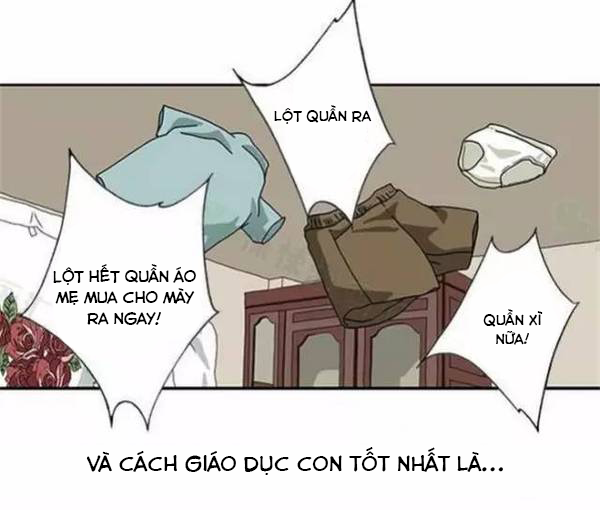 LỘT QUẦN RA
LỘT HẾT QUẦN ÁO
MẸ MUA CHO MÀY
RA NGAY!
QUẦN XÌ
NỮA!
VÀ CÁCH GIÁO DỤC CON TỐT NHẤT LÀ...